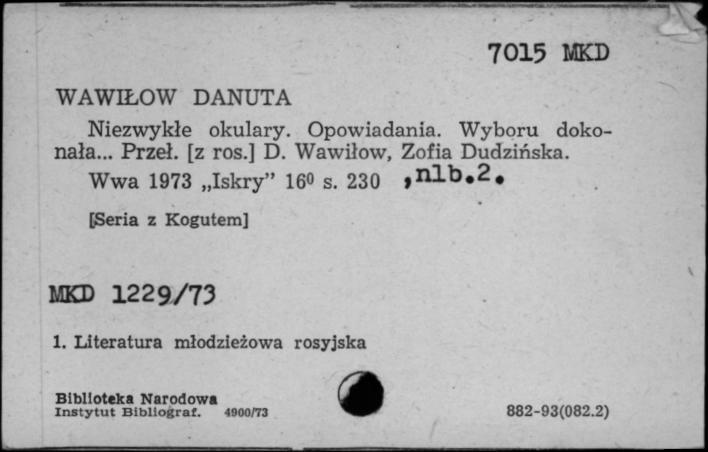 7015 MKD
WAWIŁOW DANUTA
Niezwykłe okulary. Opowiadania. Wyboru doko-
nała... Przeł. [z ros.] D. Wawiłow, Zofia Dudzińska.
Wwa 1973 „Iskry” 16⁰ s. 230 ,nlb.2.
[Seria z Kogutem]
MKD 1229/73
1. Literatura młodzieżowa rosyjska
Biblioteka Narodowa
Instytut Bibliograf. 4900/73
882-93(082.2)